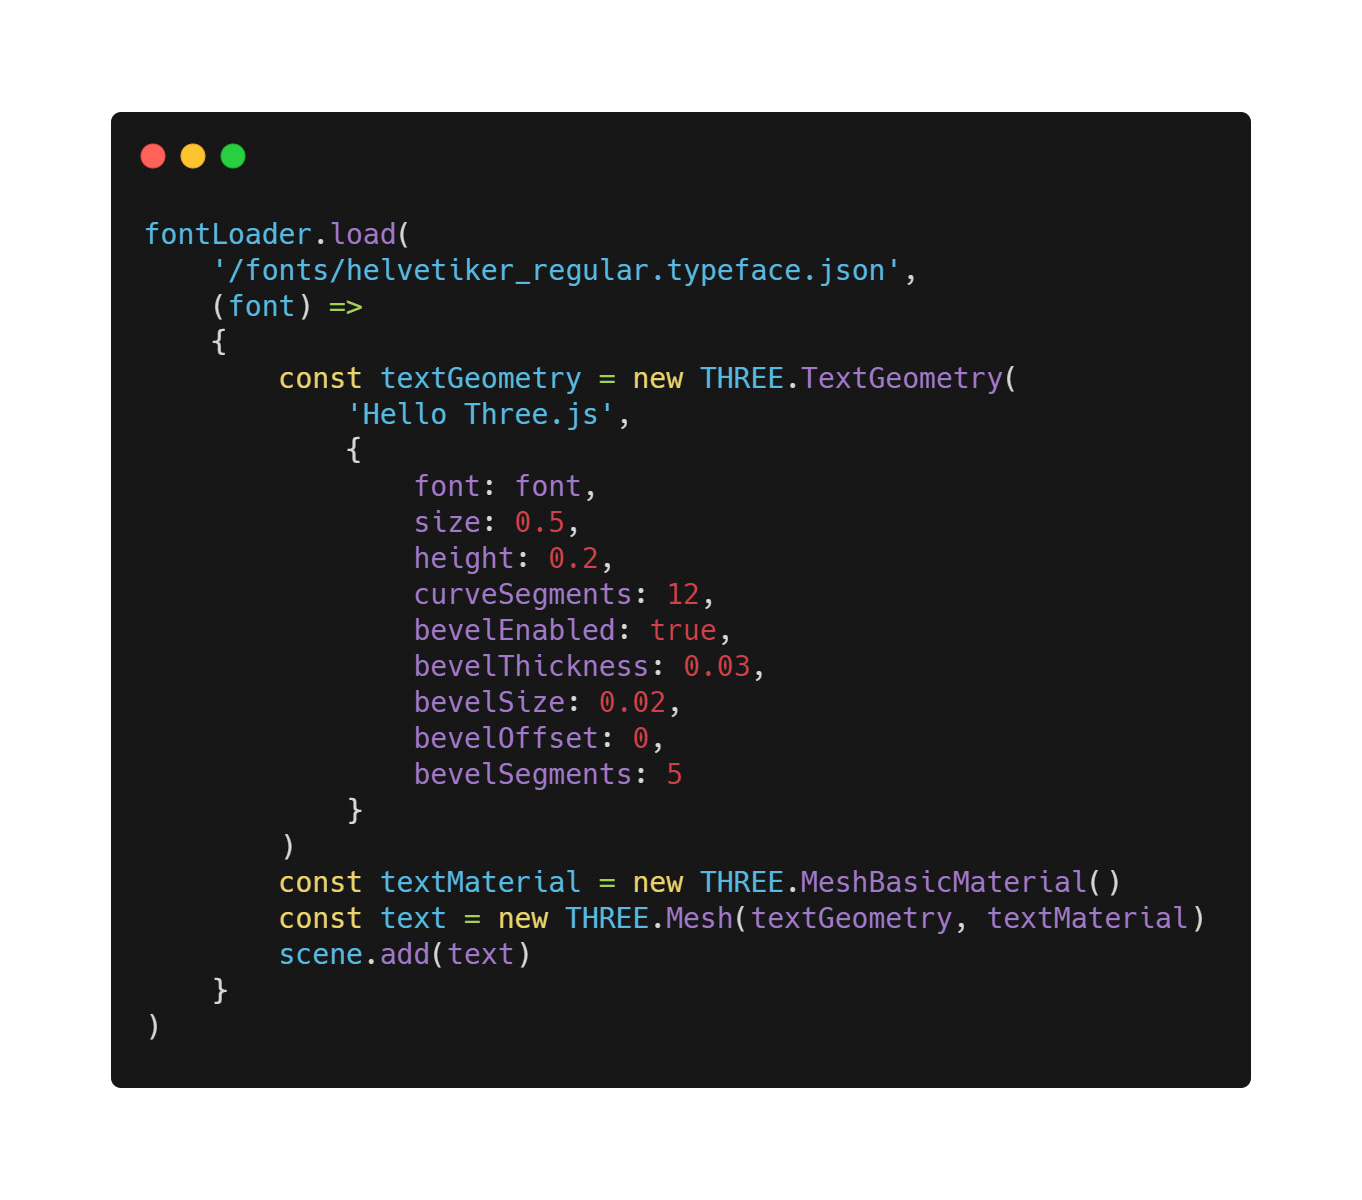 fontLoader.load(
    '/fonts/helvetiker_regular.typeface.json',
    (font) =>
    {
        const textGeometry = new THREE.TextGeometry(
            'Hello Three.js',
            {
                font: font,
                size: 0.5,
                height: 0.2,
                curveSegments: 12,
                bevelEnabled: true,
                bevelThickness: 0.03,
                bevelSize: 0.02,
                bevelOffset: 0,
                bevelSegments: 5
            }
        )
        const textMaterial = new THREE.MeshBasicMaterial()
        const text = new THREE.Mesh(textGeometry, textMaterial)
        scene.add(text)
    }
)